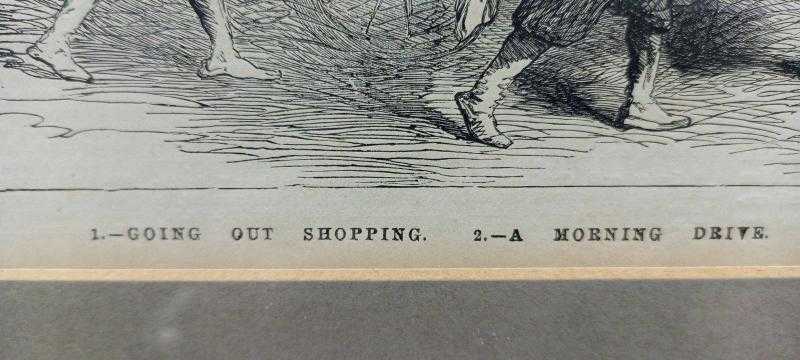 1.—GOING OUT SHOPPING. 2.—A MORNING DRIVE.